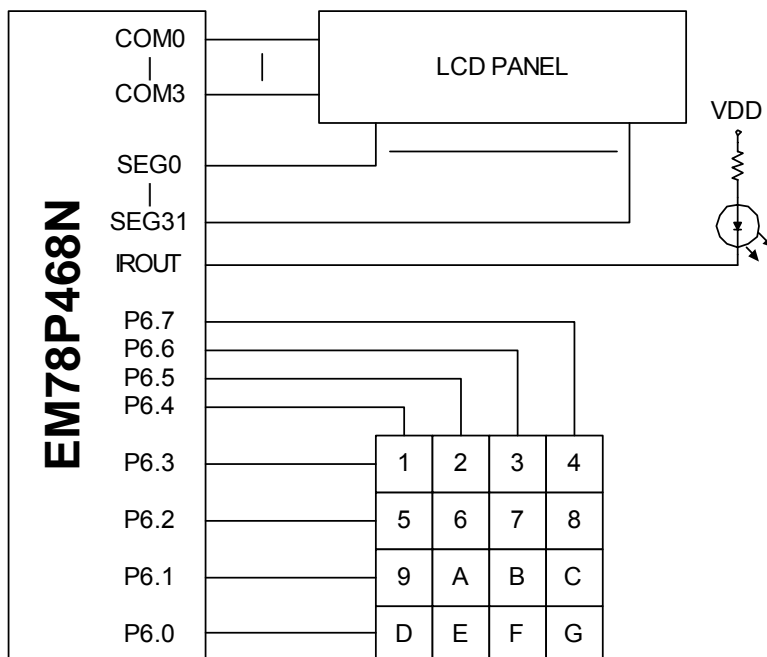 COM0
COM3
SEG0
SEG31
IROUT
P6.7
P6.6
P6.5
P6.4
P6.3
P6.2
P6.1
P6.0
EM78P468N
LCD PANEL
VDD
1 2 3 4
5 6 7 8
9 A B C
D E F G